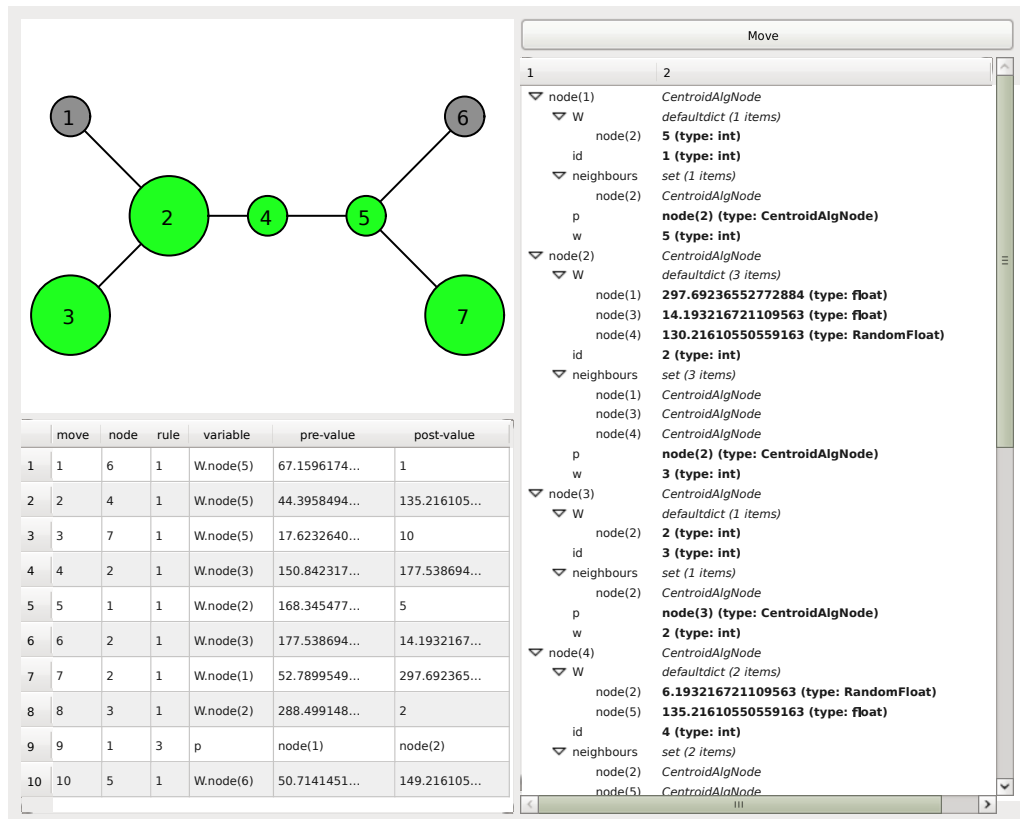 1
6
2
4
5
3
7
move node rule variable pre-value post-value
1 1 6 1 W.node(5) 67.1596174... 1
2 2 4 1 W.node(5) 44.3958494... 135.216105...
3 3 7 1 W.node(5) 17.6232640... 10
4 4 2 1 W.node(3) 150.842317... 177.538694...
5 5 1 1 W.node(2) 168.345477... 5
6 6 2 1 W.node(3) 177.538694... 14.1932167...
7 7 2 1 W.node(1) 52.7899549... 297.692365...
8 8 3 1 W.node(2) 288.499148... 2
9 9 1 3 p node(1) node(2)
10 10 5 1 W.node(6) 50.7141451... 149.216105...
Move
1 2
node(1) CentroidAlgNode
W defaultdict (1 items)
node(2) 5 (type: int)
id 1 (type: int)
neighbours set (1 items)
node(2) CentroidAlgNode
p node(2) (type: CentroidAlgNode)
w 5 (type: int)
node(2) CentroidAlgNode
W defaultdict (3 items)
node(1) 297.69236552772884 (type: float)
node(3) 14.193216721109563 (type: float)
node(4) 130.21610550559163 (type: RandomFloat)
id 2 (type: int)
neighbours set (3 items)
node(1) CentroidAlgNode
node(3) CentroidAlgNode
node(4) CentroidAlgNode
p node(2) (type: CentroidAlgNode)
w 3 (type: int)
node(3) CentroidAlgNode
W defaultdict (1 items)
node(2) 2 (type: int)
id 3 (type: int)
neighbours set (1 items)
node(2) CentroidAlgNode
p node(3) (type: CentroidAlgNode)
w 2 (type: int)
node(4) CentroidAlgNode
W defaultdict (2 items)
node(2) 6.193216721109563 (type: RandomFloat)
node(5) 135.21610550559163 (type: float)
id 4 (type: int)
neighbours set (2 items)
node(2) CentroidAlgNode
node(5) CentroidAlgNode